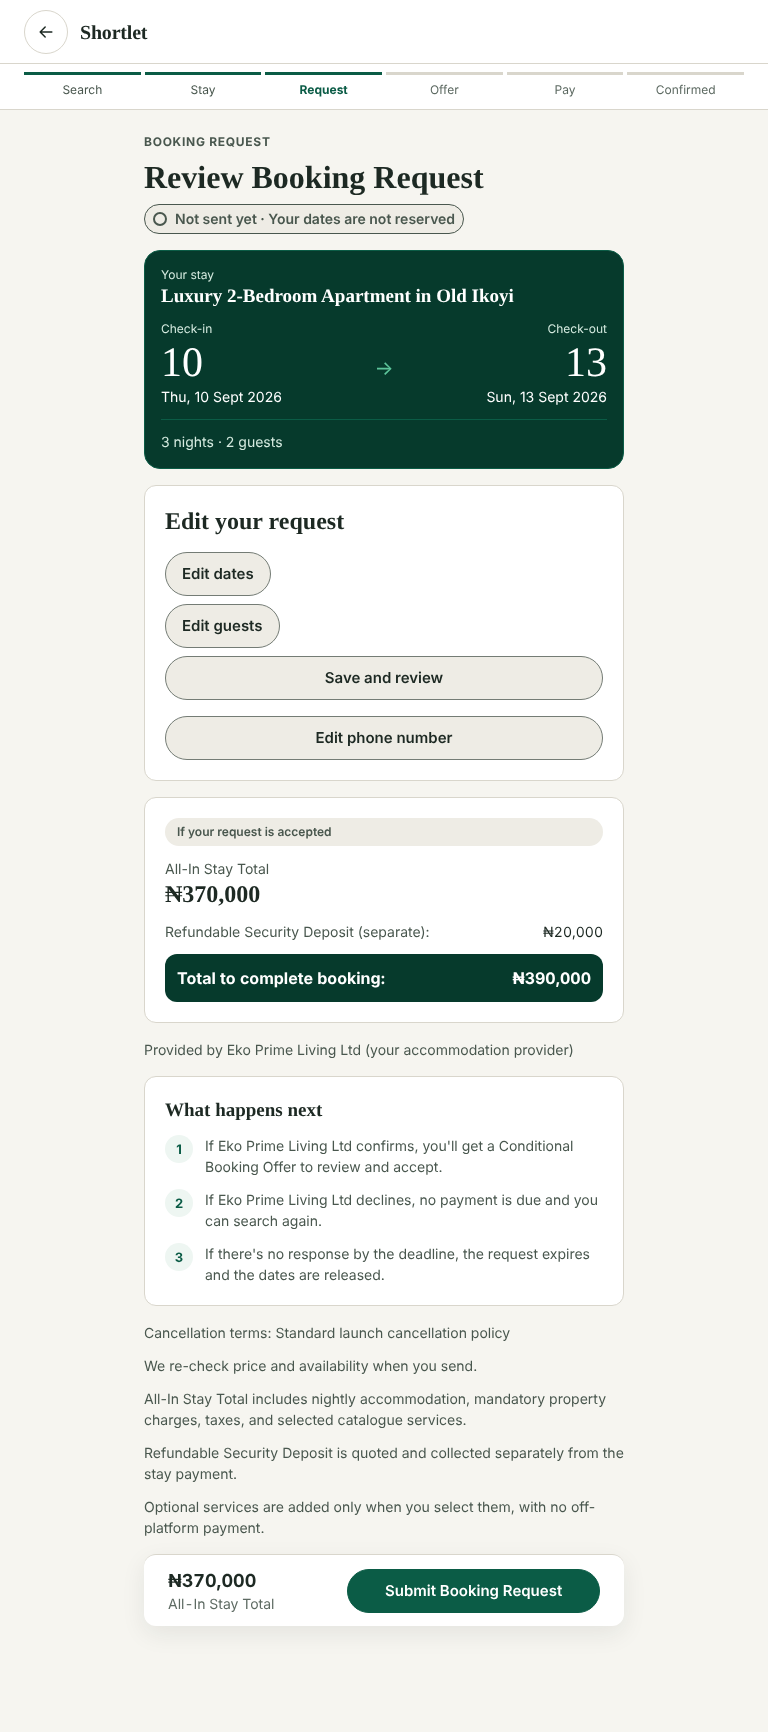 Shortlet
Search
Stay
Request
Offer
Pay
Confirmed
BOOKING REQUEST
Review Booking Request
Not sent yet · Your dates are not reserved
Your stay
Luxury 2-Bedroom Apartment in Old Ikoyi
Check-in
Check-out
10
→
13
Thu, 10 Sept 2026
Sun, 13 Sept 2026
3 nights · 2 guests
Edit your request
Edit dates
Edit guests
Save and review
Edit phone number
If your request is accepted
All-In Stay Total
₦370,000
Refundable Security Deposit (separate):
₦20,000
Total to complete booking:
₦390,000
Provided by Eko Prime Living Ltd (your accommodation provider)
What happens next
1
If Eko Prime Living Ltd confirms, you'll get a Conditional
Booking Offer to review and accept.
2
If Eko Prime Living Ltd declines, no payment is due and you
can search again.
3
If there's no response by the deadline, the request expires
and the dates are released.
Cancellation terms: Standard launch cancellation policy
We re-check price and availability when you send.
All-In Stay Total includes nightly accommodation, mandatory property
charges, taxes, and selected catalogue services.
Refundable Security Deposit is quoted and collected separately from the
stay payment.
Optional services are added only when you select them, with no off-
platform payment.
₦370,000
All-In Stay Total
Submit Booking Request